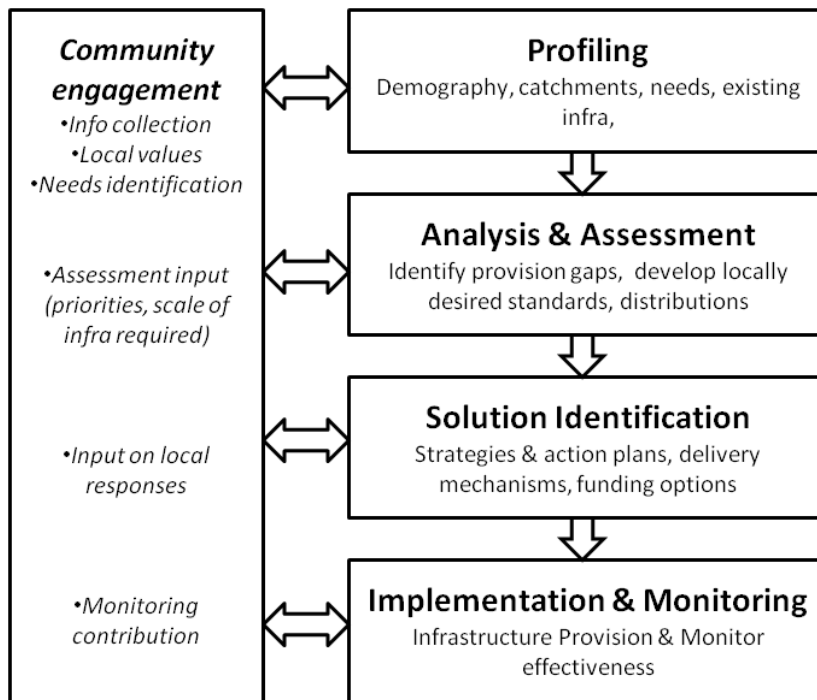 Community
engagement
•Info collection
•Local values
•Needs identification
•Assessment input
(priorities, scale of
infra required)
•Input on local
responses
•Monitoring
contribution
Profiling
Demography, catchments, needs, existing
infra,
Analysis & Assessment
Identify provision gaps, develop locally
desired standards, distributions
Solution Identification
Strategies & action plans, delivery
mechanisms, funding options
Implementation & Monitoring
Infrastructure Provision & Monitor
effectiveness